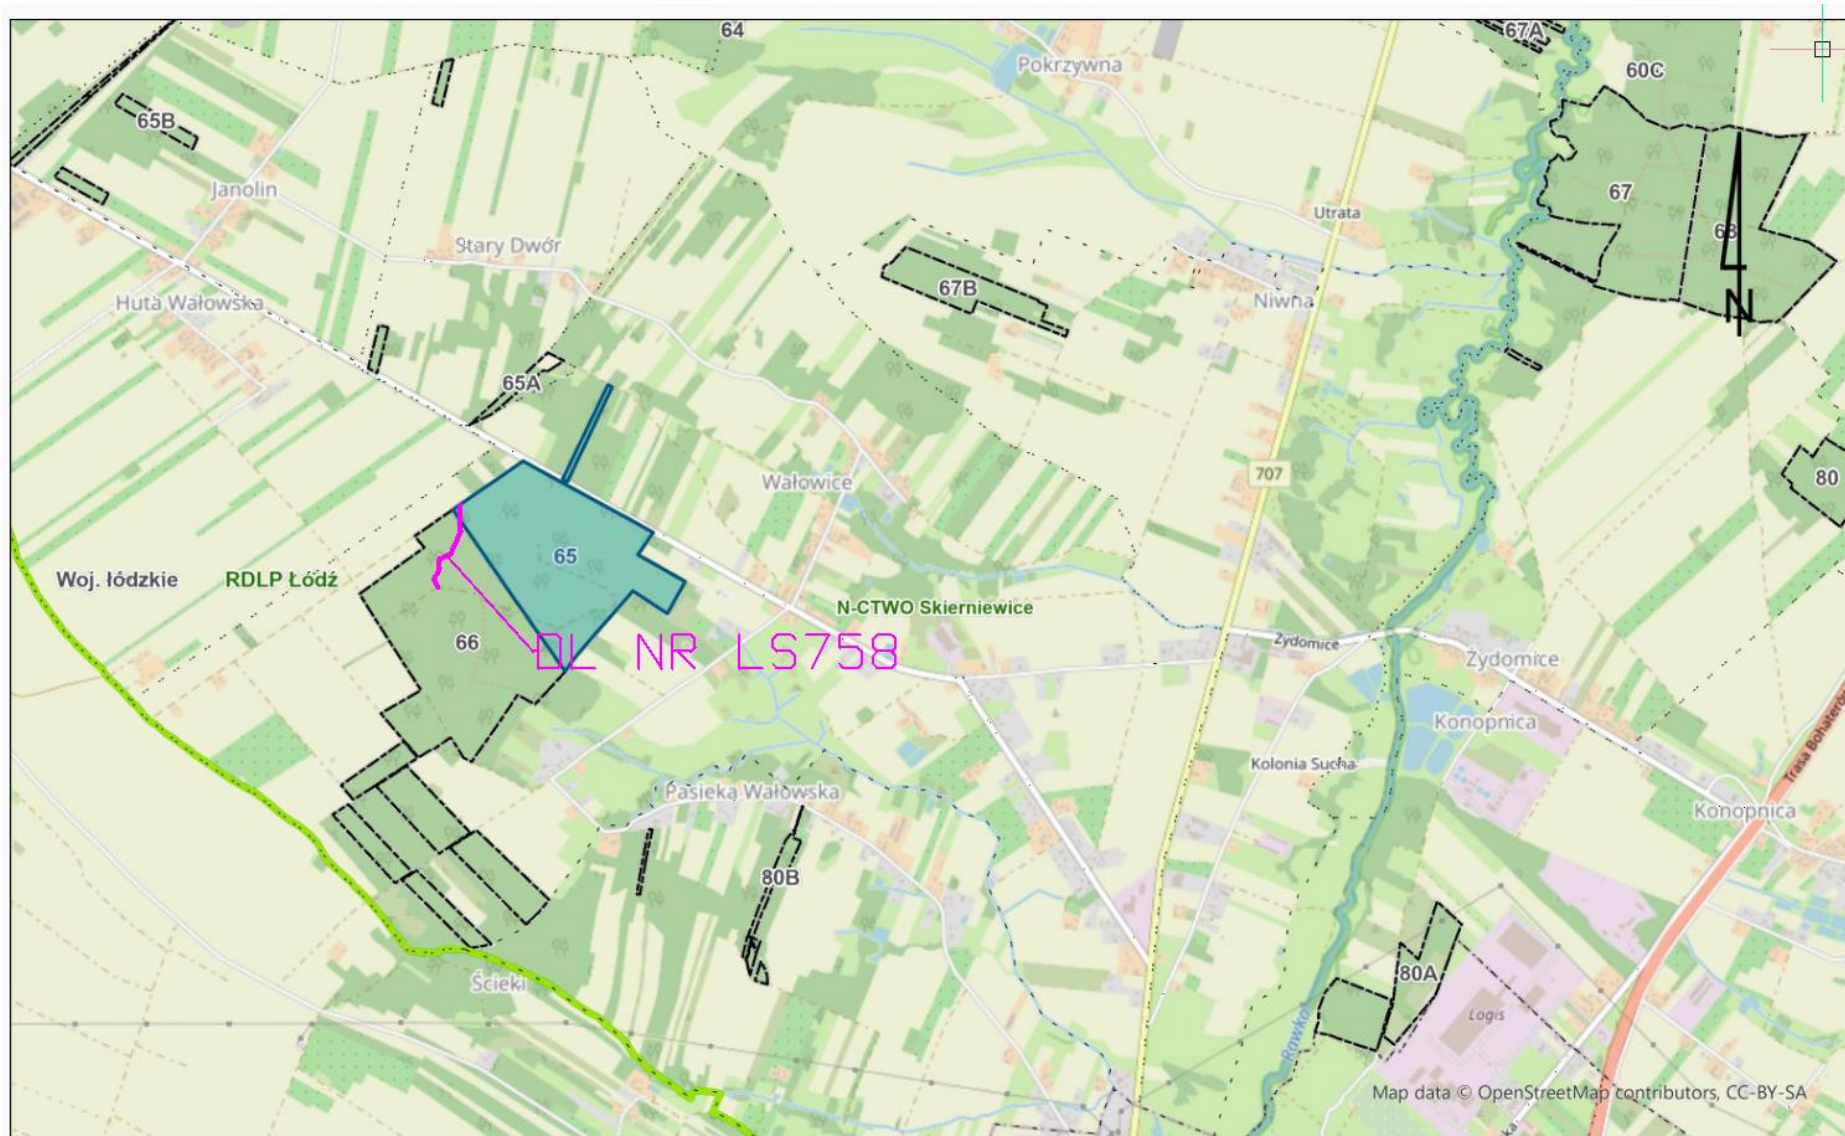 64
67A
Pokrzywna
60C
65B
Janolin
67
Utrata
68
Stary Dwór
67B
Niwna
Huta Wałowska
N
65A
707
80
Wałowice
65
Woj. łódzkie
RDLP Łódź
N-CTWO Skierniewice
66
DL NR LS758
Żydomice
Żydomice
Konopnica
Kolonia Sucha
Trasa Bohaterów
Pasieka Wałowska
Konopnica
80B
80A
Ścieki
Logis
Rawka
Map data © OpenStreetMap contributors, CC-BY-SA